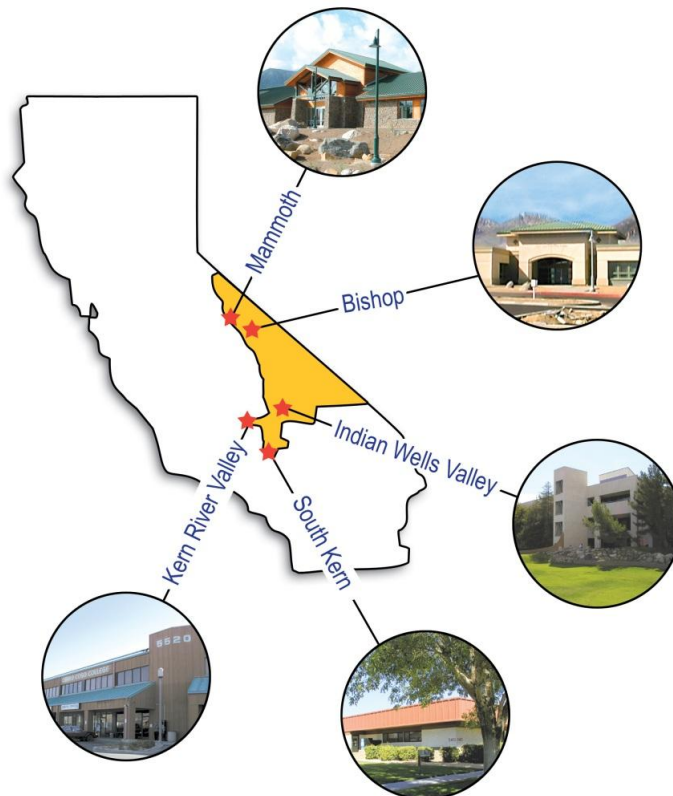 Mammoth
Bishop
Indian Wells Valley
Kern River Valley
South Kern
6520